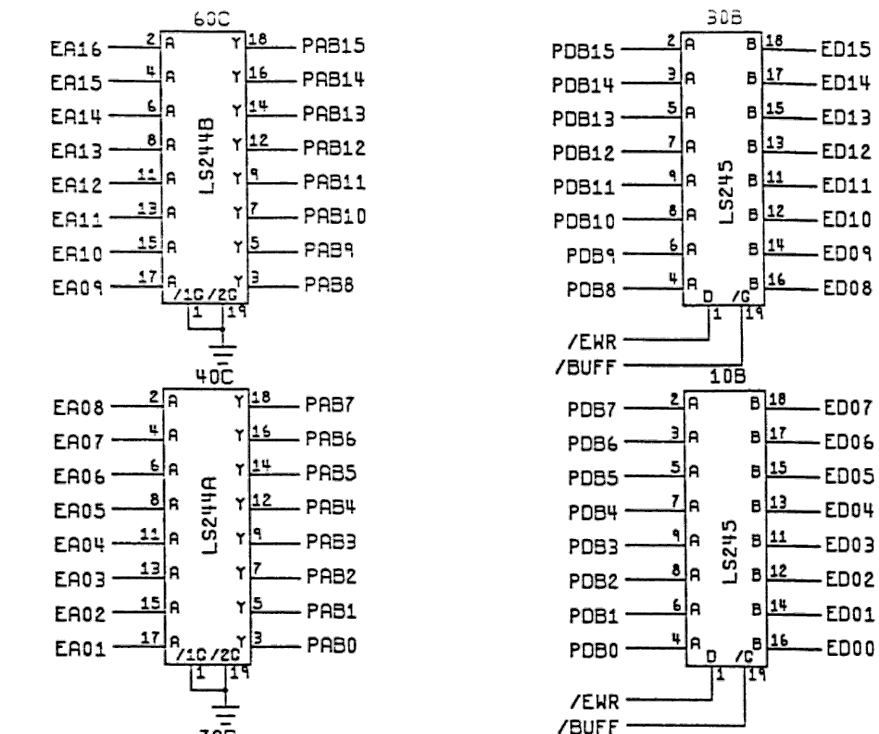 60C
EA16 2 A Y 18 PAB15
EA15 4 A Y 16 PAB14
EA14 6 A Y 14 PAB13
EA13 8 A Y 12 PAB12
EA12 11 A Y 9 PAB11
EA11 13 A Y 7 PAB10
EA10 15 A Y 5 PAB9
EA09 17 A Y 3 PAB8
LS244B
/1G /2G
1 19
40C
EA08 2 A Y 18 PAB7
EA07 4 A Y 16 PAB6
EA06 6 A Y 14 PAB5
EA05 8 A Y 12 PAB4
EA04 11 A Y 9 PAB3
EA03 13 A Y 7 PAB2
EA02 15 A Y 5 PAB1
EA01 17 A Y 3 PAB0
LS244A
/1G /2G
1 19
30B
PDB15 2 A B 18 ED15
PDB14 3 A B 17 ED14
PDB13 5 A B 15 ED13
PDB12 7 A B 13 ED12
PDB11 9 A B 11 ED11
PDB10 8 A B 12 ED10
PDB9 6 A B 14 ED09
PDB8 4 A B 16 ED08
LS245
D /G
1 19
/EWR
/BUFF
10B
PDB7 2 A B 18 ED07
PDB6 3 A B 17 ED06
PDB5 5 A B 15 ED05
PDB4 7 A B 13 ED04
PDB3 9 A B 11 ED03
PDB2 8 A B 12 ED02
PDB1 6 A B 14 ED01
PDB0 4 A B 16 ED00
LS245
D /G
1 19
/EWR
/BUFF